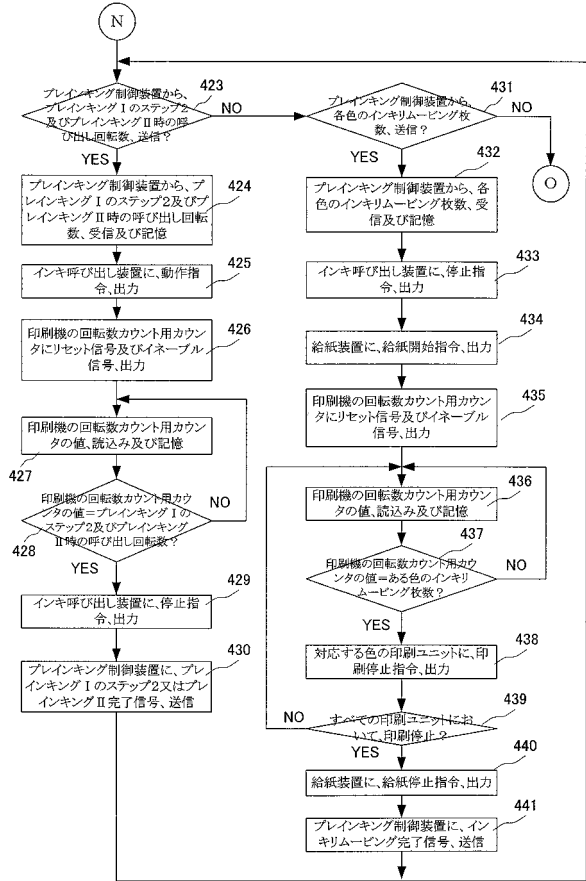 N
プレインキング制御装置から、
プレインキングⅠのステップ2
及びプレインキングⅡ時の呼
び出し回転数、送信？
423
NO
YES
プレインキング制御装置から、プ
レインキングⅠのステップ2及びプ
レインキングⅡ時の呼び出し回転
数、受信及び記憶
424
インキ呼び出し装置に、動作指
令、出力
425
印刷機の回転数カウント用カウン
タにリセット信号及びイネーブル
信号、出力
426
印刷機の回転数カウント用カウン
タの値、読込み及び記憶
427
印刷機の回転数カウント用カウ
ンタの値＝プレインキングⅠの
ステップ2及びプレインキング
Ⅱ時の呼び出し回転数？
428
NO
YES
インキ呼び出し装置に、停止指
令、出力
429
プレインキング制御装置に、プレ
インキングⅠのステップ2又はプレ
インキングⅡ完了信号、送信
430
プレインキング制御装置から、
各色のインキリムービング枚
数、送信？
431
NO
O
YES
プレインキング制御装置から、各
色のインキリムービング枚数、受
信及び記憶
432
インキ呼び出し装置に、停止指
令、出力
433
給紙装置に、給紙開始指令、出力
434
印刷機の回転数カウント用カウン
タにリセット信号及びイネーブル
信号、出力
435
印刷機の回転数カウント用カウン
タの値、読込み及び記憶
436
印刷機の回転数カウント用カウ
ンタの値＝ある色のインキリ
ムービング枚数？
437
NO
YES
対応する色の印刷ユニットに、印
刷停止指令、出力
438
すべての印刷ユニットにお
いて、印刷停止？
439
NO
YES
給紙装置に、給紙停止指令、出力
440
プレインキング制御装置に、イン
キリムービング完了信号、送信
441